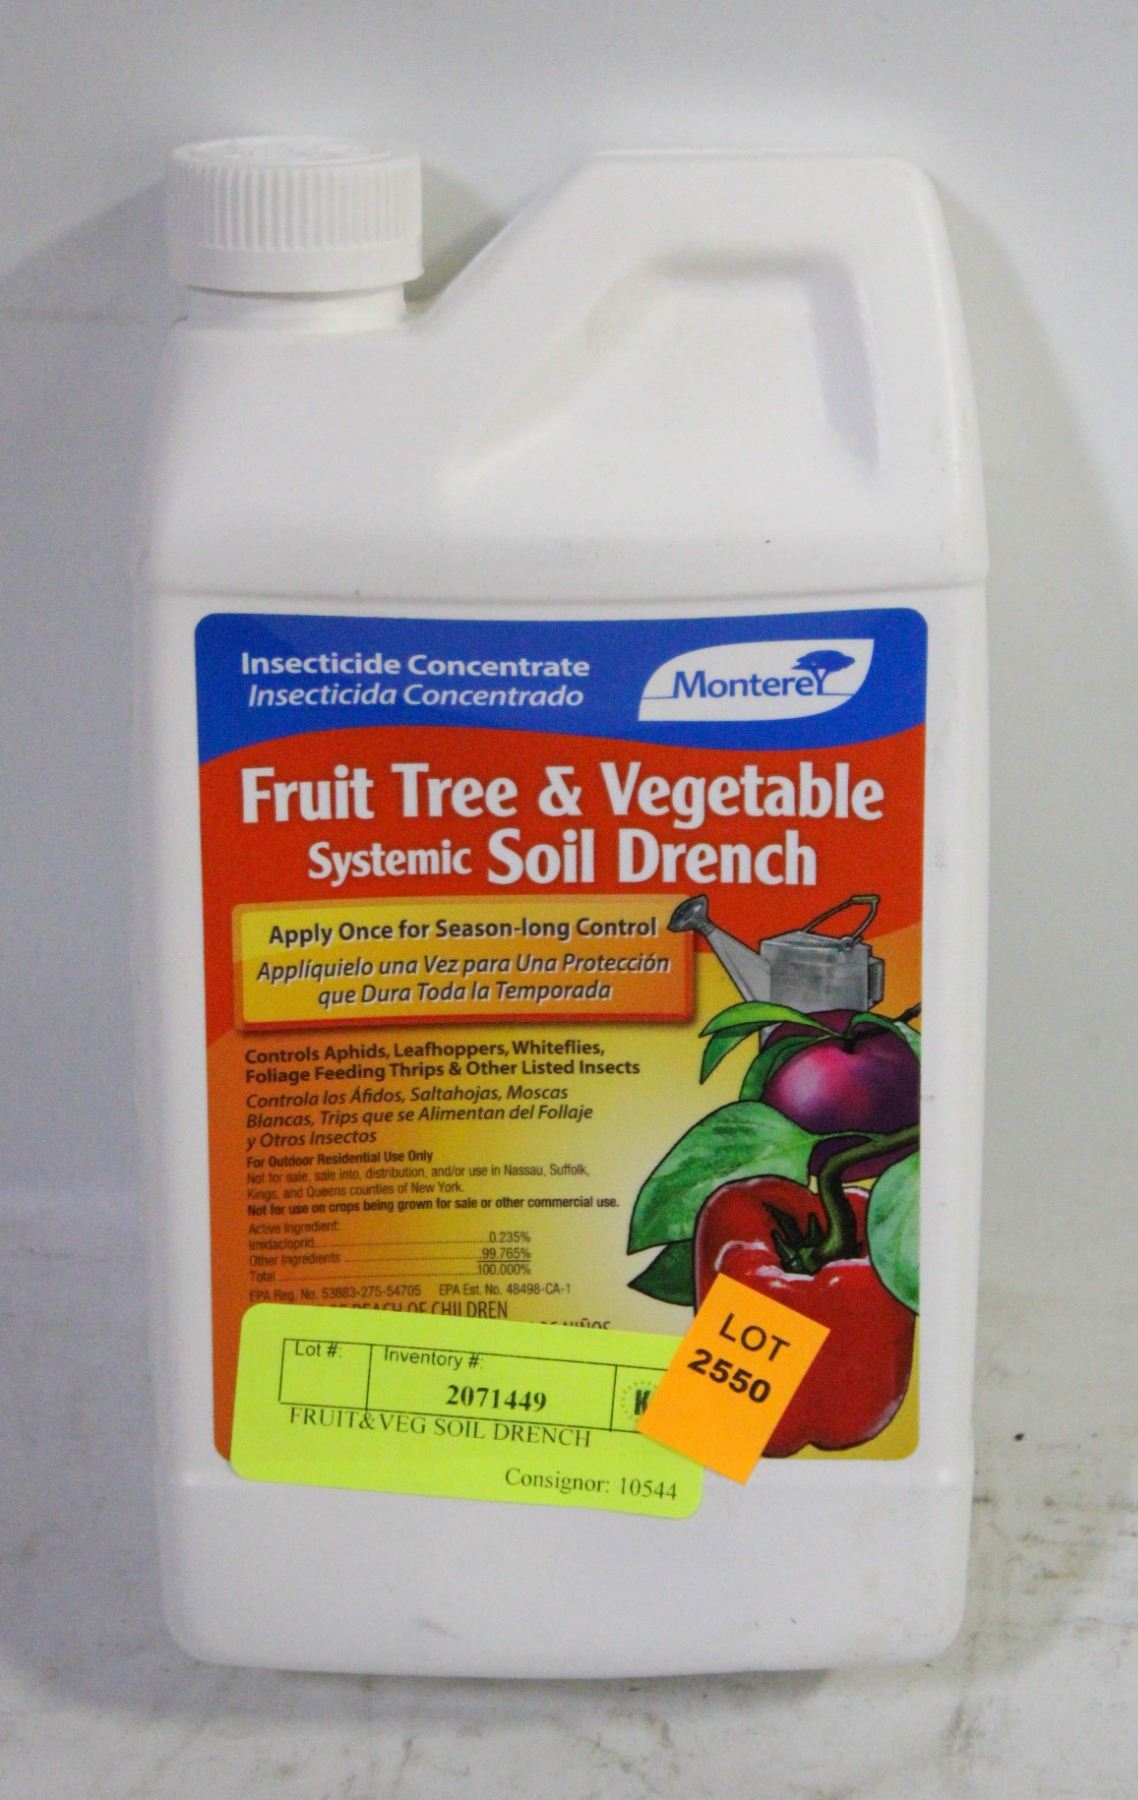 Insecticide Concentrate
Insecticida Concentrado
Monterey
Fruit Tree & Vegetable
Systemic Soil Drench
Apply Once for Season-long Control
Applíquielo una Vez para Una Protección
que Dura Toda la Temporada
Controls Aphids, Leafhoppers, Whiteflies,
Foliage Feeding Thrips & Other Listed Insects
Controla los Áfidos, Saltahojas, Moscas
Blancas, Trips que se Alimentan del Follaje
y Otros Insectos
For Outdoor Residential Use Only
Not for sale, sale into, distribution, and/or use in Nassau, Suffolk,
Kings, and Queens counties of New York.
Not for use on crops being grown for sale or other commercial use.
Active Ingredient:
Imidacloprid 0.235%
Other Ingredients 99.765%
Total 100.000%
EPA Reg. No. 53883-275-54705 EPA Est. No. 48498-CA-1
REACH OF CHILDREN
NIÑOS
Lot #: Inventory #:
2071449
K
FRUIT&VEG SOIL DRENCH
Consignor: 10544
LOT
2550